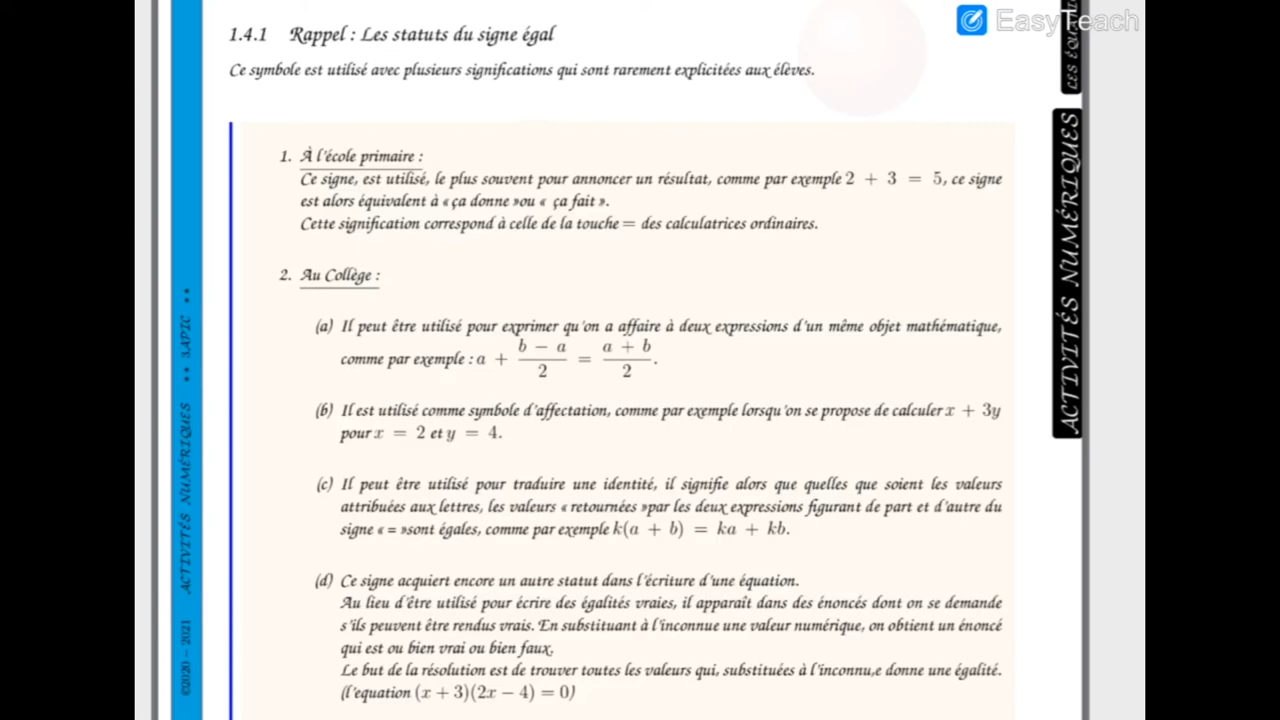 EasyTeach
1.4.1 Rappel : Les statuts du signe égal
Ce symbole est utilisé avec plusieurs significations qui sont rarement explicitées aux élèves.
1. À l'école primaire :
Ce signe, est utilisé, le plus souvent pour annoncer un résultat, comme par exemple 2 + 3 = 5, ce signe
est alors équivalent à « ça donne »ou « ça fait ».
Cette signification correspond à celle de la touche = des calculatrices ordinaires.
2. Au Collège :
(a) Il peut être utilisé pour exprimer qu'on a affaire à deux expressions d'un même objet mathématique,
comme par exemple : a + \frac{b - a}{2} = \frac{a + b}{2}.
(b) Il est utilisé comme symbole d'affectation, comme par exemple lorsqu'on se propose de calculer x + 3y
pour x = 2 et y = 4.
(c) Il peut être utilisé pour traduire une identité, il signifie alors que quelles que soient les valeurs
attribuées aux lettres, les valeurs « retournées »par les deux expressions figurant de part et d'autre du
signe « = »sont égales, comme par exemple k(a + b) = ka + kb.
(d) Ce signe acquiert encore un autre statut dans l'écriture d'une équation.
Au lieu d'être utilisé pour écrire des égalités vraies, il apparaît dans des énoncés dont on se demande
s'ils peuvent être rendus vrais. En substituant à l'inconnue une valeur numérique, on obtient un énoncé
qui est ou bien vrai ou bien faux.
Le but de la résolution est de trouver toutes les valeurs qui, substituées à l'inconnu,e donne une égalité.
(l'equation (x + 3)(2x − 4) = 0)
©2020 – 2021 ACTIVITÉS NUMÉRIQUES ** 3APIC **
ACTIVITÉS NUMÉRIQUES
LES ÉQUA